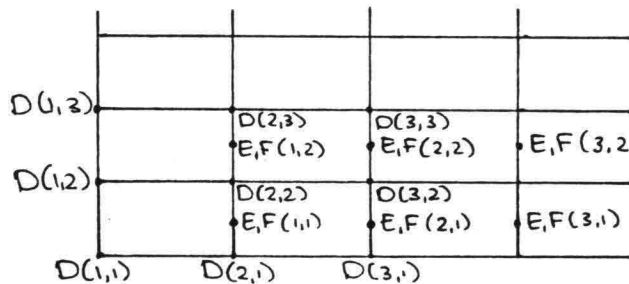 D(1,3) D(2,3) D(3,3)
E,F(1,2) E,F(2,2) E,F(3,2
D(1,2) D(2,2) D(3,2)
E,F(1,1) E,F(2,1) E,F(3,1)
D(1,1) D(2,1) D(3,1)